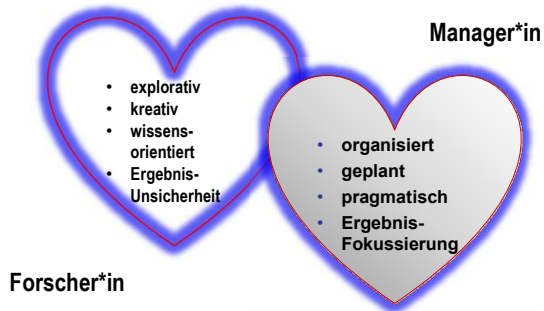 Manager*in
• explorativ
• kreativ
• wissens-
orientiert
• Ergebnis-
Unsicherheit
• organisiert
• geplant
• pragmatisch
• Ergebnis-
Fokussierung
Forscher*in